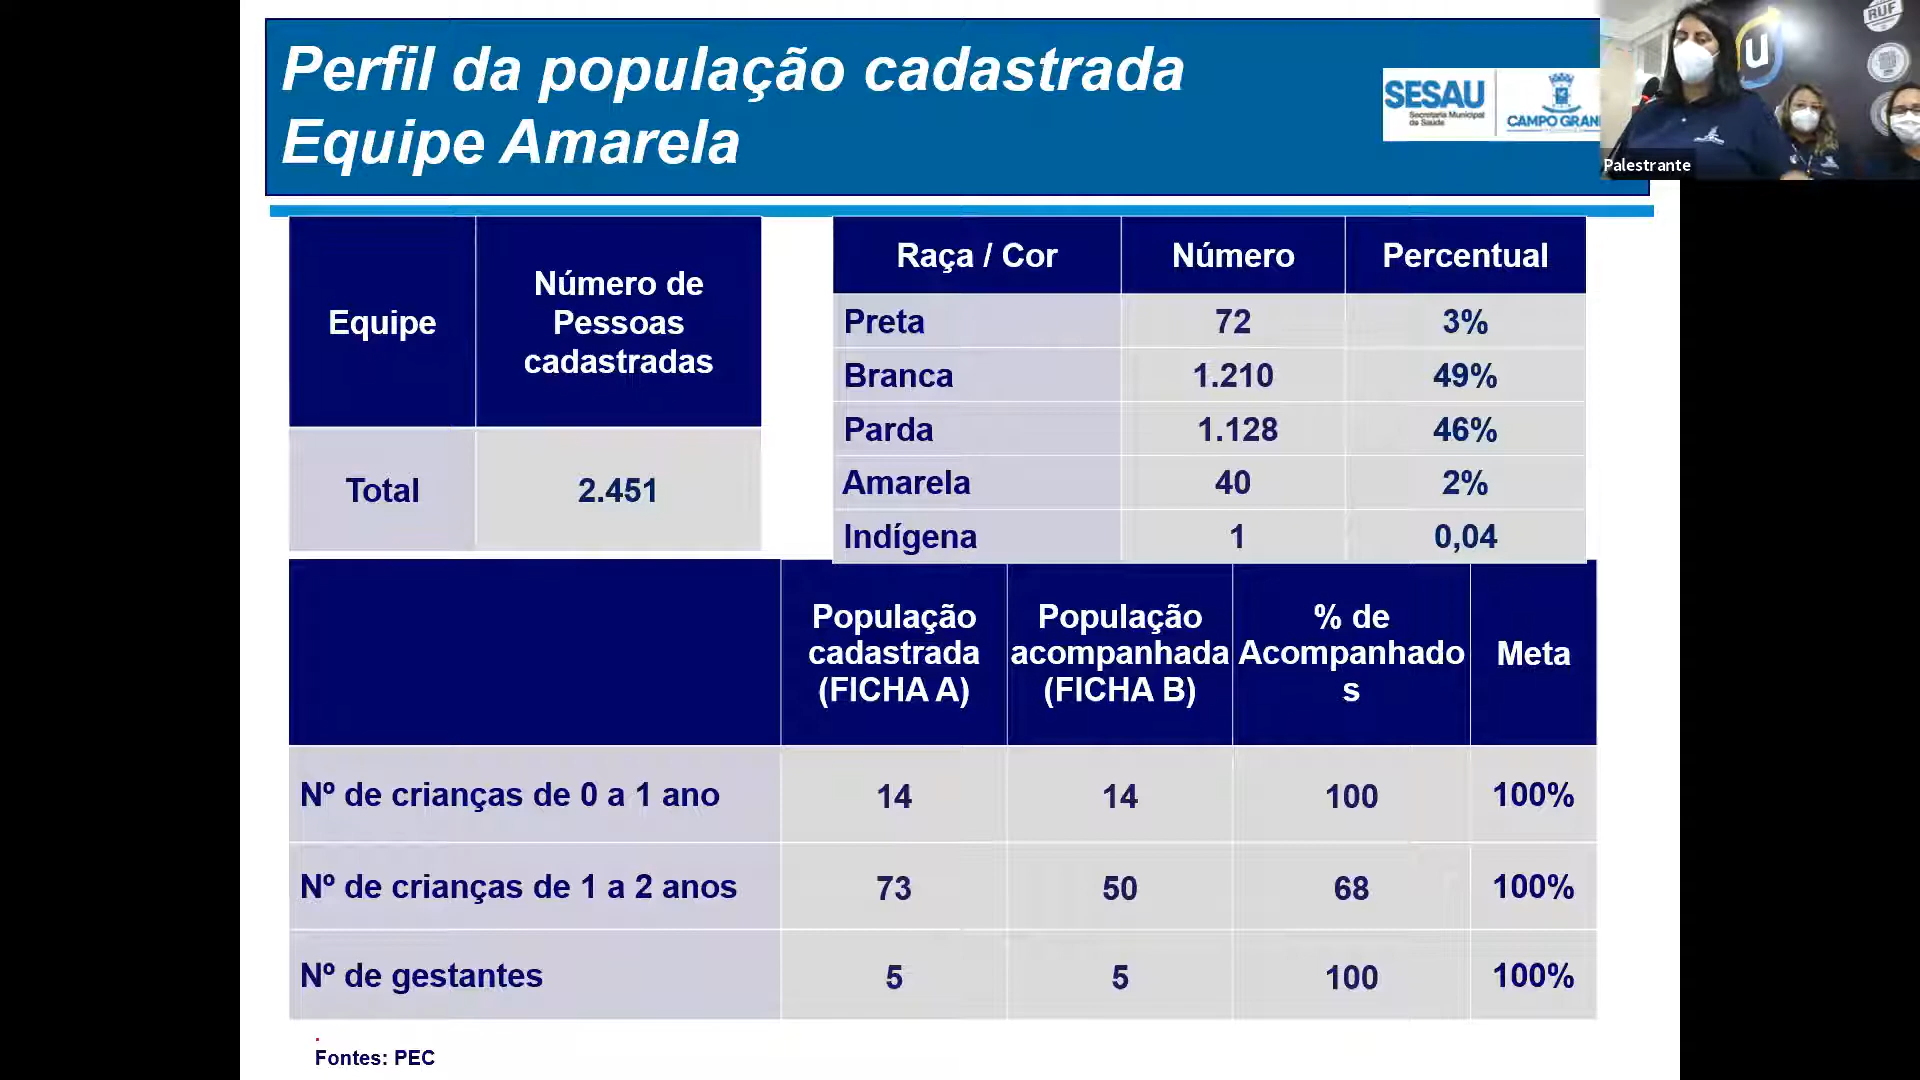 Perfil da população cadastrada
Equipe Amarela
SESAU
Secretaria Municipal
de Saúde
U
RUF
Palestrante
Equipe
Número de
Pessoas
cadastradas
Total 2.451
Raça / Cor Número Percentual
Preta 72 3%
Branca 1.210 49%
Parda 1.128 46%
Amarela 40 2%
Indígena 1 0,04
População
cadastrada
(FICHA A)
População
acompanhada
(FICHA B)
% de
Acompanhado
s
Meta
Nº de crianças de 0 a 1 ano 14 14 100 100%
Nº de crianças de 1 a 2 anos 73 50 68 100%
Nº de gestantes 5 5 100 100%
Fontes: PEC